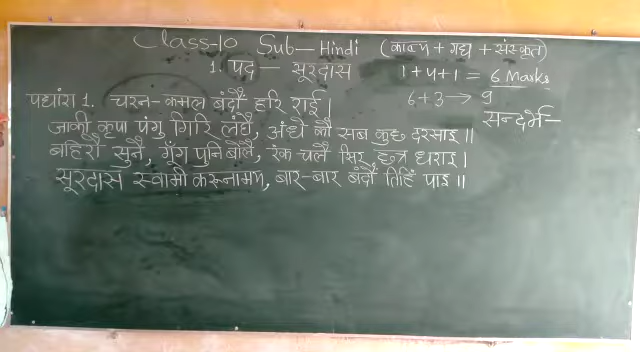 Class-10 Sub- Hindi (काव्य + गद्य + संस्कृत)
1. पद - सूरदास 1+4+1 = 6 Marks
6+3 → 9
पद्यांश 1. चरन-कमल बंदौ हरि राई।
सन्दर्भ-
जाकी कृपा पंगु गिरि लंघै, अंधे कौ सब कुछ दरसाइ॥
बहिरौ सुनै, गूँग पुनि बोलै, रंक चलै सिर छत्र धराइ।
सूरदास स्वामी करुनामय, बार-बार बंदौं तिहिं पाइ॥